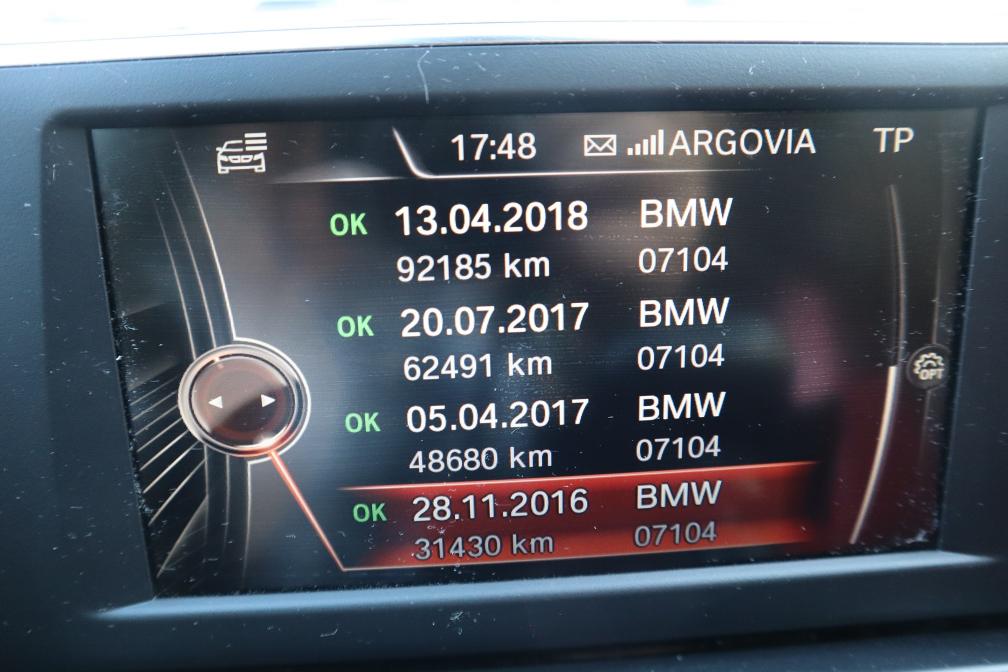 17:48 ARGOVIA TP
OK 13.04.2018 BMW
92185 km 07104
OK 20.07.2017 BMW
62491 km 07104
OPT
OK 05.04.2017 BMW
48680 km 07104
OK 28.11.2016 BMW
31430 km 07104